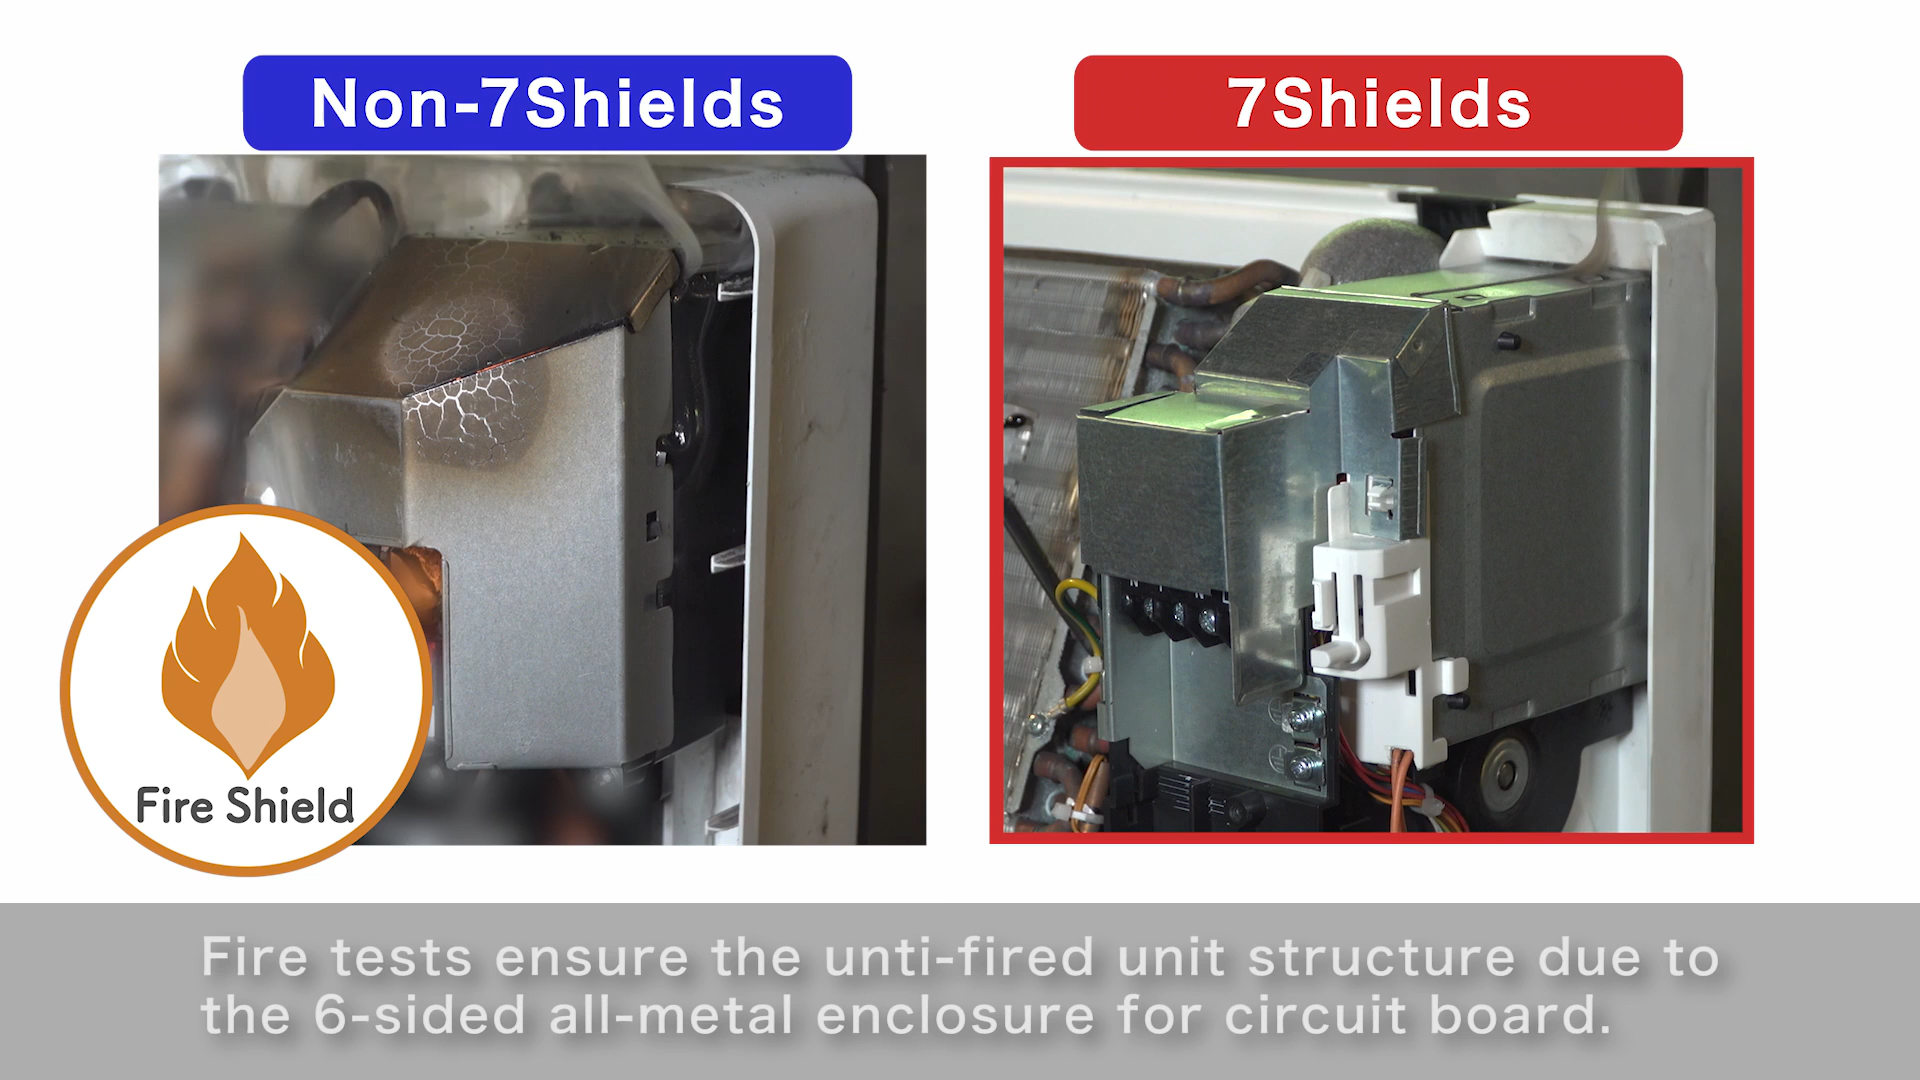 Non-7Shields
7Shields
Fire Shield
Fire tests ensure the unti-fired unit structure due to
the 6-sided all-metal enclosure for circuit board.